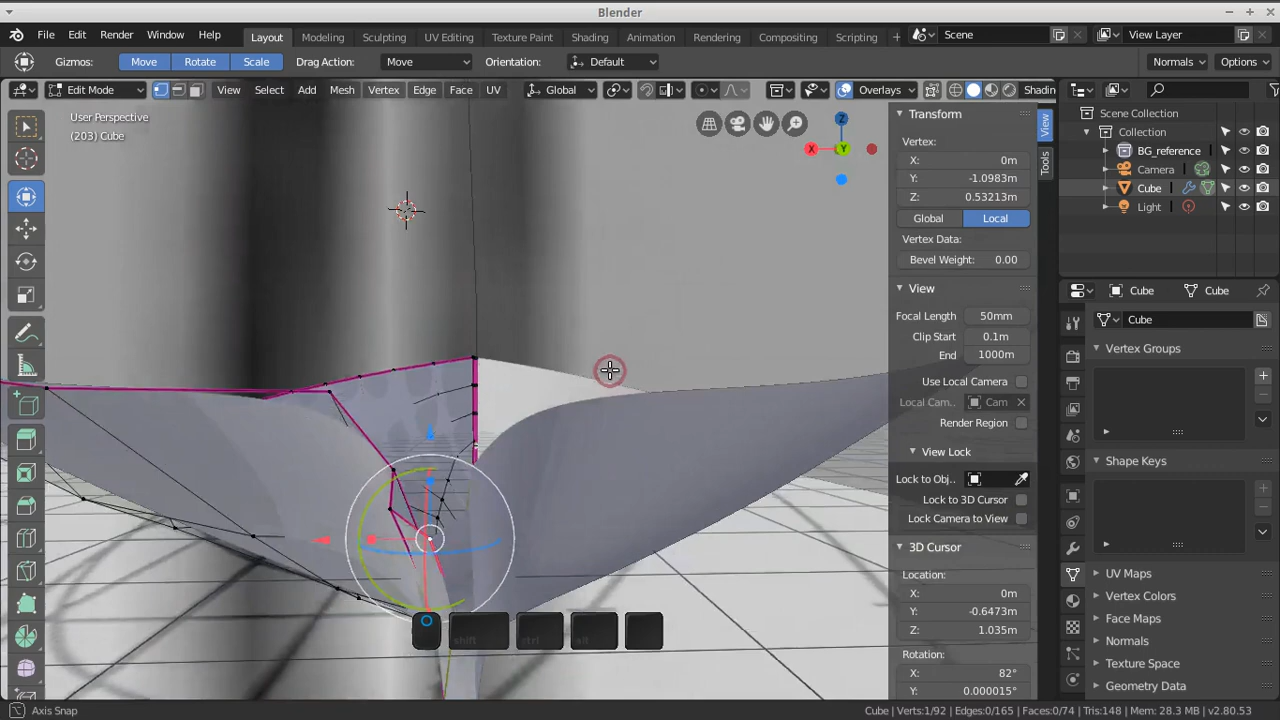 Blender
File Edit Render Window Help Layout Modeling Sculpting UV Editing Texture Paint Shading Animation Rendering Compositing Scripting + Scene View Layer
Gizmos: Move Rotate Scale Drag Action: Move Orientation: Default Normals Options
Edit Mode View Select Add Mesh Vertex Edge Face UV Global Overlays Shadin
User Perspective
(203) Cube
Z
X
Y
Transform
Vertex:
X: 0m
Y: -1.0983m
Z: 0.53213m
Global Local
Vertex Data:
Bevel Weight: 0.00
View
Focal Length 50mm
Clip Start 0.1m
End 1000m
Use Local Camera
Local Cam.. Cam
Render Region
View Lock
Lock to Obj..
Lock to 3D Cursor
Lock Camera to View
3D Cursor
Location:
X: 0m
Y: -0.6473m
Z: 1.035m
Rotation:
X: 82°
Y: 0.000015°
View
Tools
Scene Collection
Collection
BG_reference
Camera
Cube
Light
Cube Cube
Cube
Vertex Groups
Shape Keys
UV Maps
Vertex Colors
Face Maps
Normals
Texture Space
Geometry Data
shift ctrl alt
Axis Snap Cube | Verts:1/92 | Edges:0/165 | Faces:0/74 | Tris:148 | Mem: 28.3 MB | v2.80.53